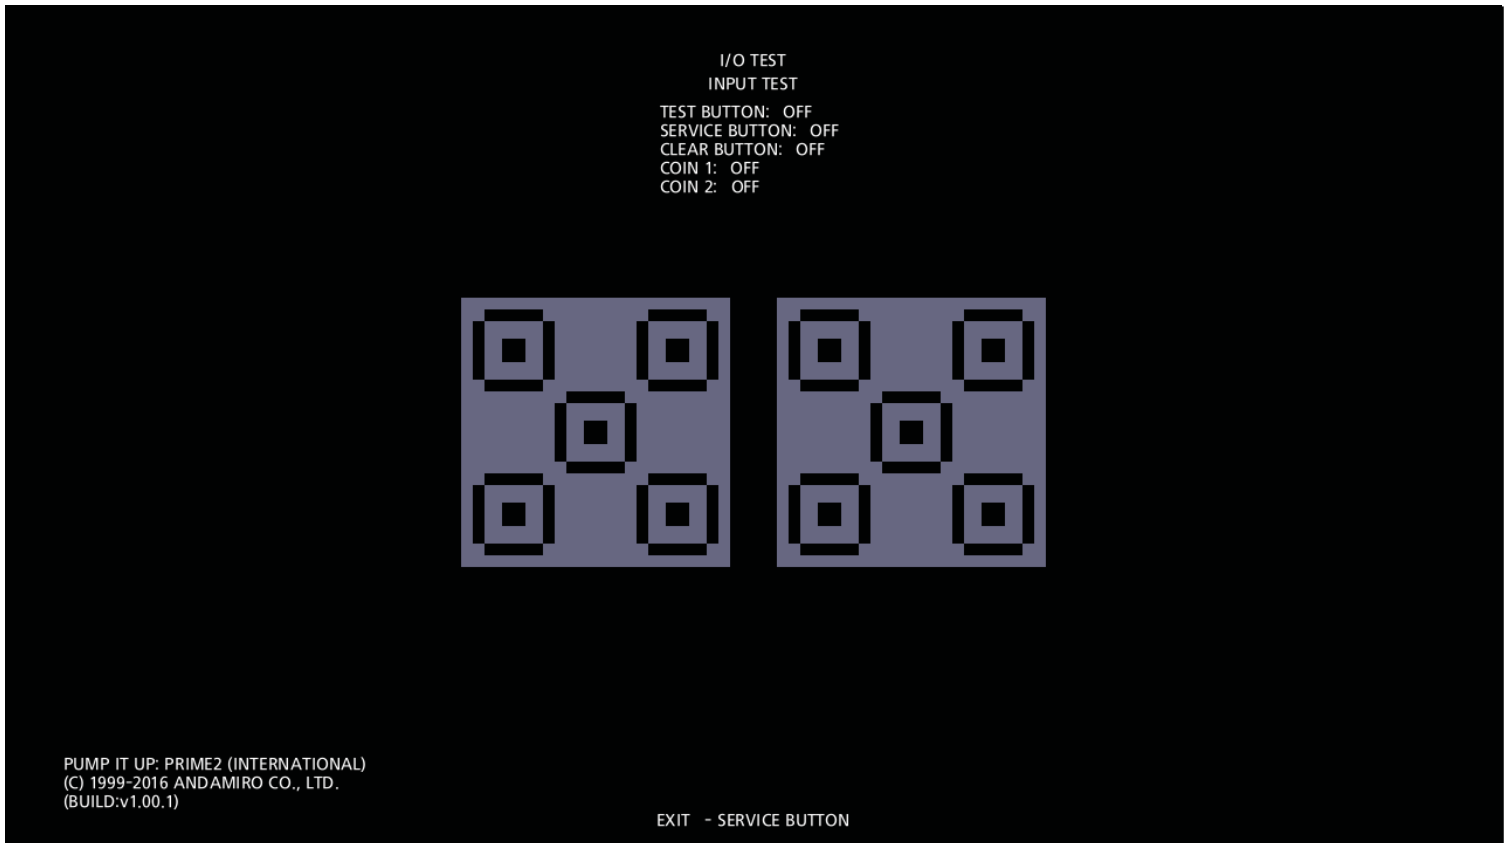 I/O TEST
INPUT TEST
TEST BUTTON: OFF
SERVICE BUTTON: OFF
CLEAR BUTTON: OFF
COIN 1: OFF
COIN 2: OFF
PUMP IT UP: PRIME2 (INTERNATIONAL)
(C) 1999-2016 ANDAMIRO CO., LTD.
(BUILD:v1.00.1)
EXIT - SERVICE BUTTON